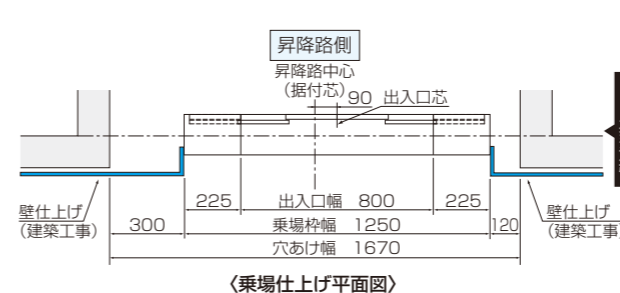 昇降路側
昇降路中心
(据付芯)
90 出入口芯
225 出入口幅 800 225
壁仕上げ
(建築工事)
300 乗場枠幅 1250 120
壁仕上げ
(建築工事
穴あけ幅 1670
〈乗場仕上げ平面図〉